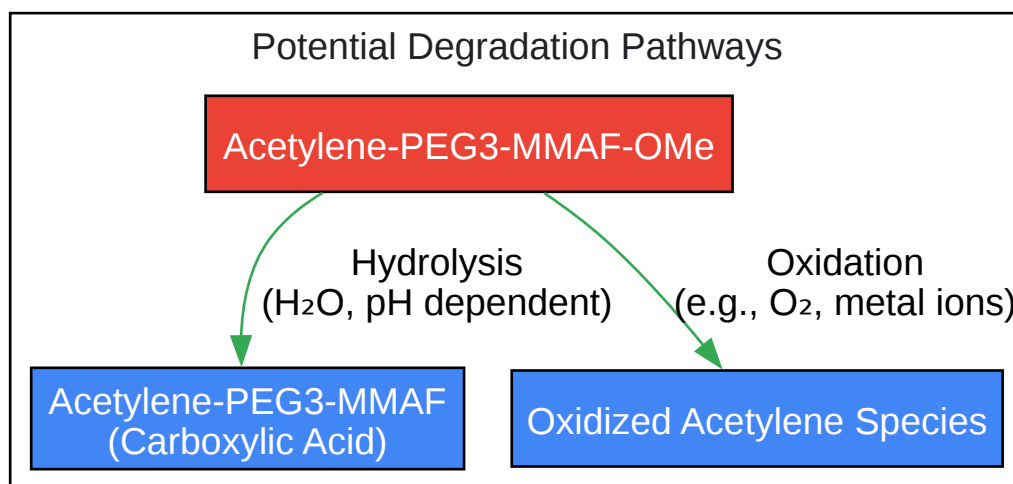 Potential Degradation Pathways
Acetylene-PEG3-MMAF-OMe
Hydrolysis
(H₂O, pH dependent)
Oxidation
(e.g., O₂, metal ions)
Acetylene-PEG3-MMAF
(Carboxylic Acid)
Oxidized Acetylene Species